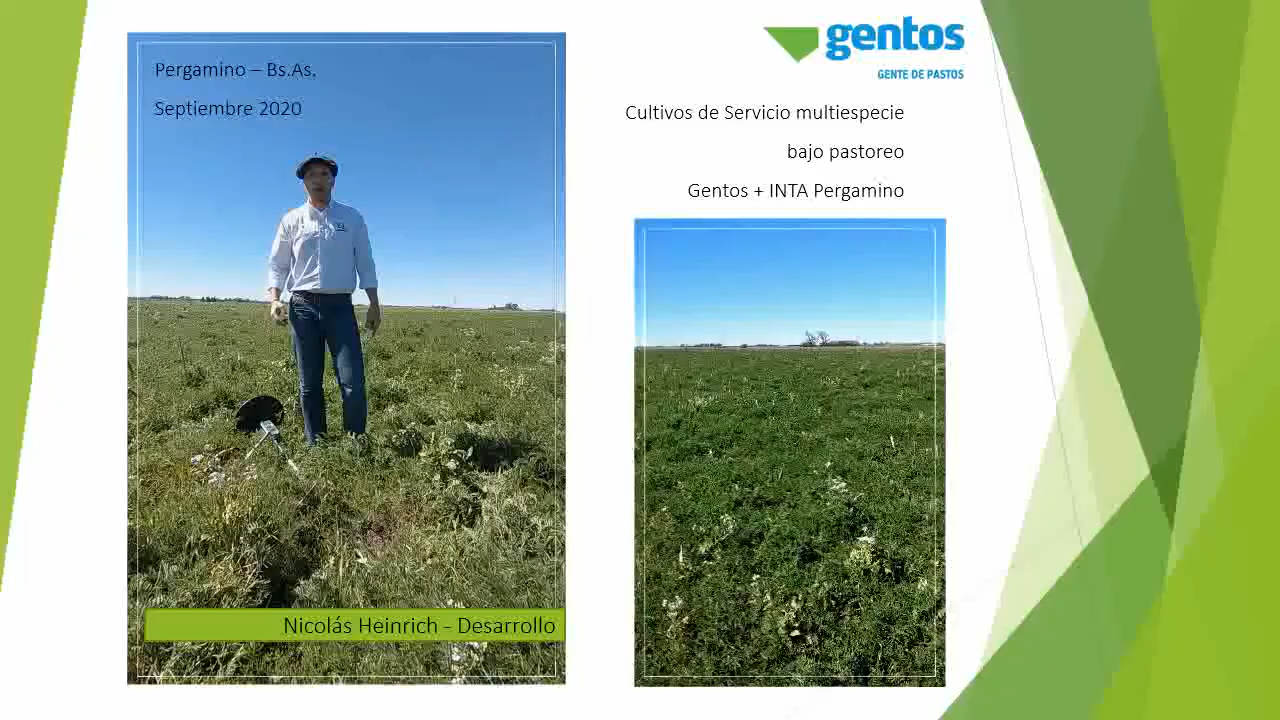 Pergamino – Bs.As.
Septiembre 2020
Nicolás Heinrich - Desarrollo
gentos
GENTE DE PASTOS
Cultivos de Servicio multiespecie
bajo pastoreo
Gentos + INTA Pergamino